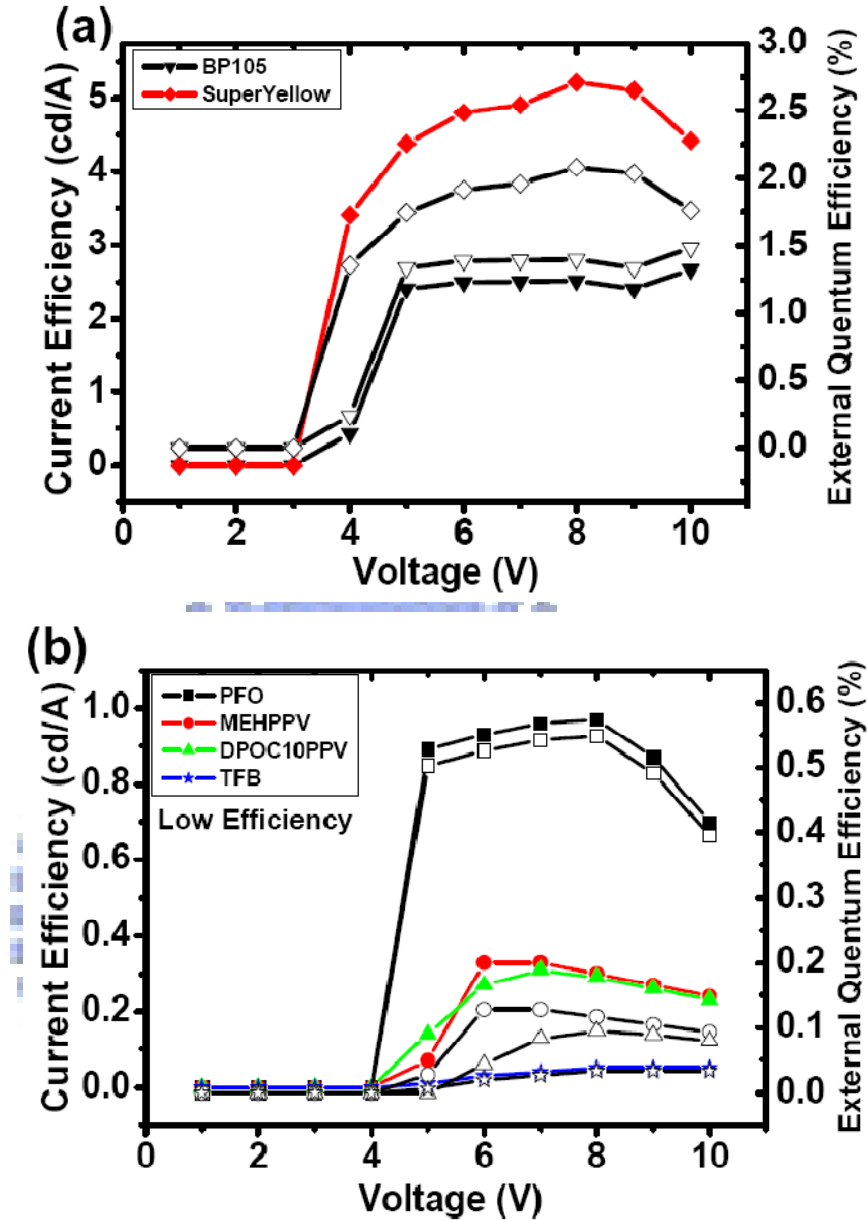 (a)
BP105
SuperYellow
Current Efficiency (cd/A)
5
4
3
2
1
0
3.0
2.5
2.0
1.5
1.0
0.5
0.0
External Quentum Efficiency (%)
0 2 4 6 8 10
Voltage (V)
(b)
PFO
MEHPPV
DPOC10PPV
TFB
Low Efficiency
Current Efficiency (cd/A)
1.0
0.8
0.6
0.4
0.2
0.0
0.6
0.5
0.4
0.3
0.2
0.1
0.0
External Quentum Efficiency (%)
0 2 4 6 8 10
Voltage (V)